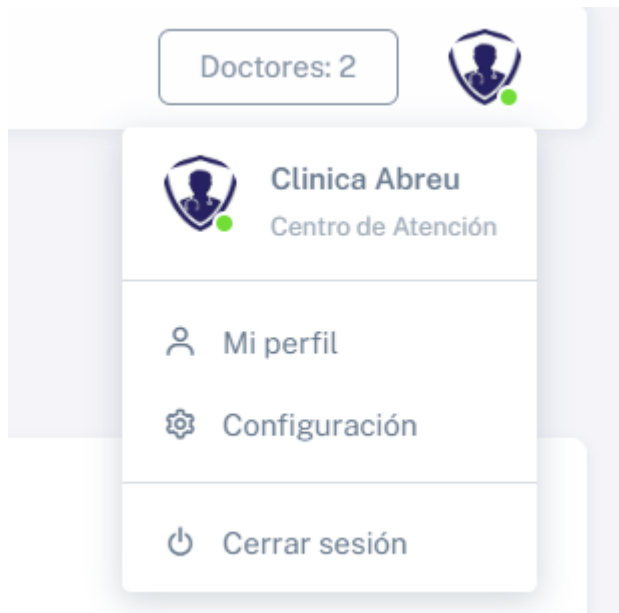 Doctores: 2
Clinica Abreu
Centro de Atención
Mi perfil
Configuración
Cerrar sesión